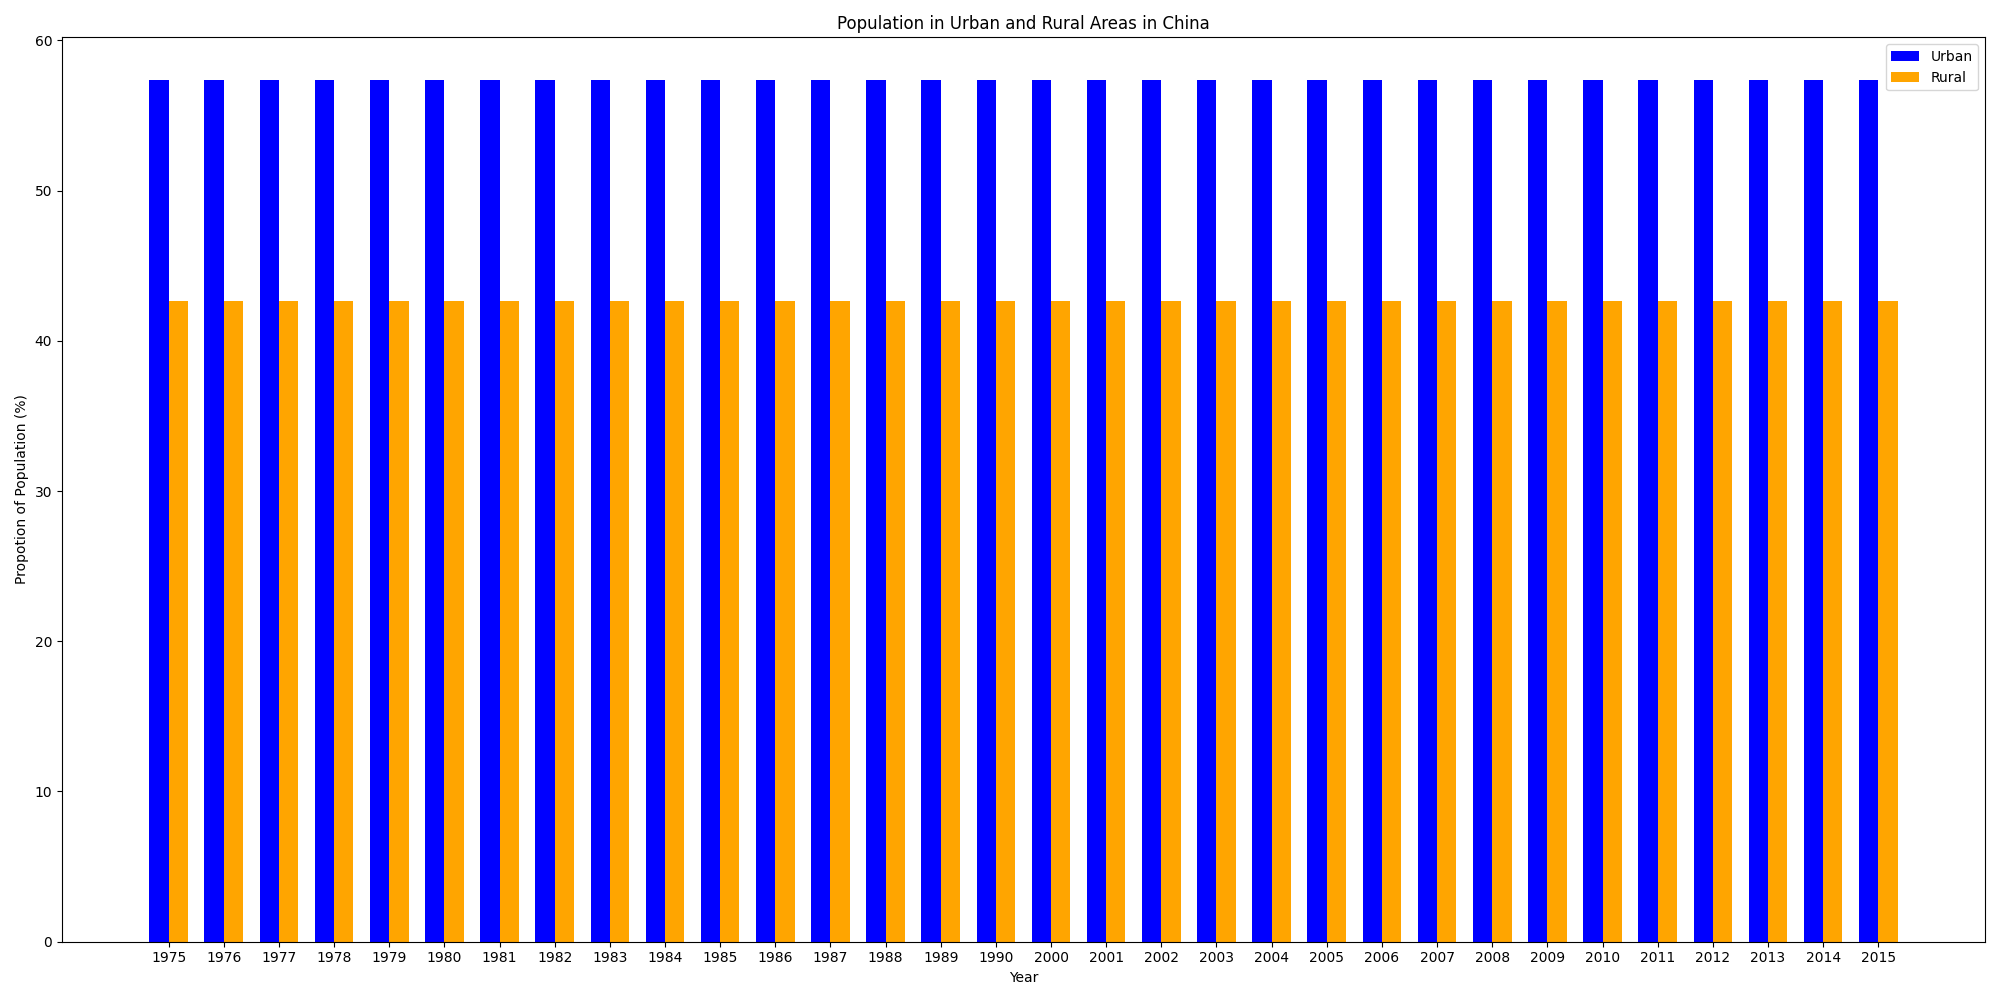 Population in Urban and Rural Areas in China
Urban
Rural
60
50
40
30
20
10
0
Propotion of Population (%)
1975 1976 1977 1978 1979 1980 1981 1982 1983 1984 1985 1986 1987 1988 1989 1990 2000 2001 2002 2003 2004 2005 2006 2007 2008 2009 2010 2011 2012 2013 2014 2015
Year